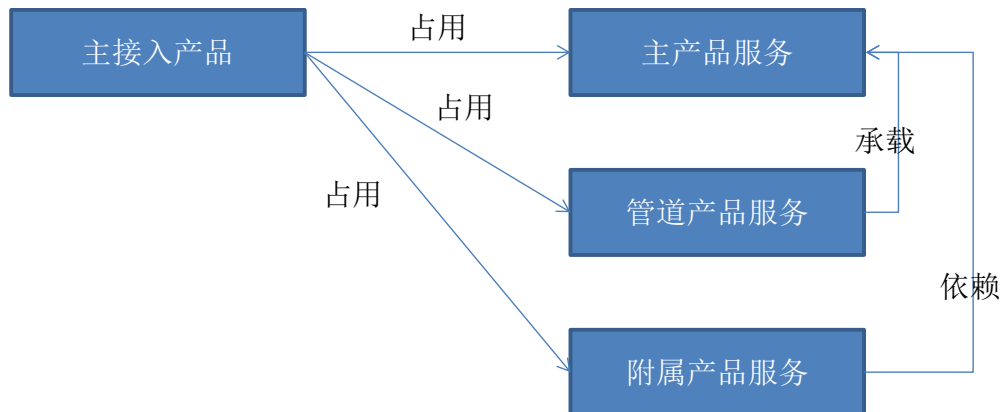 占用
主接入产品
主产品服务
占用
承载
占用
管道产品服务
依赖
附属产品服务